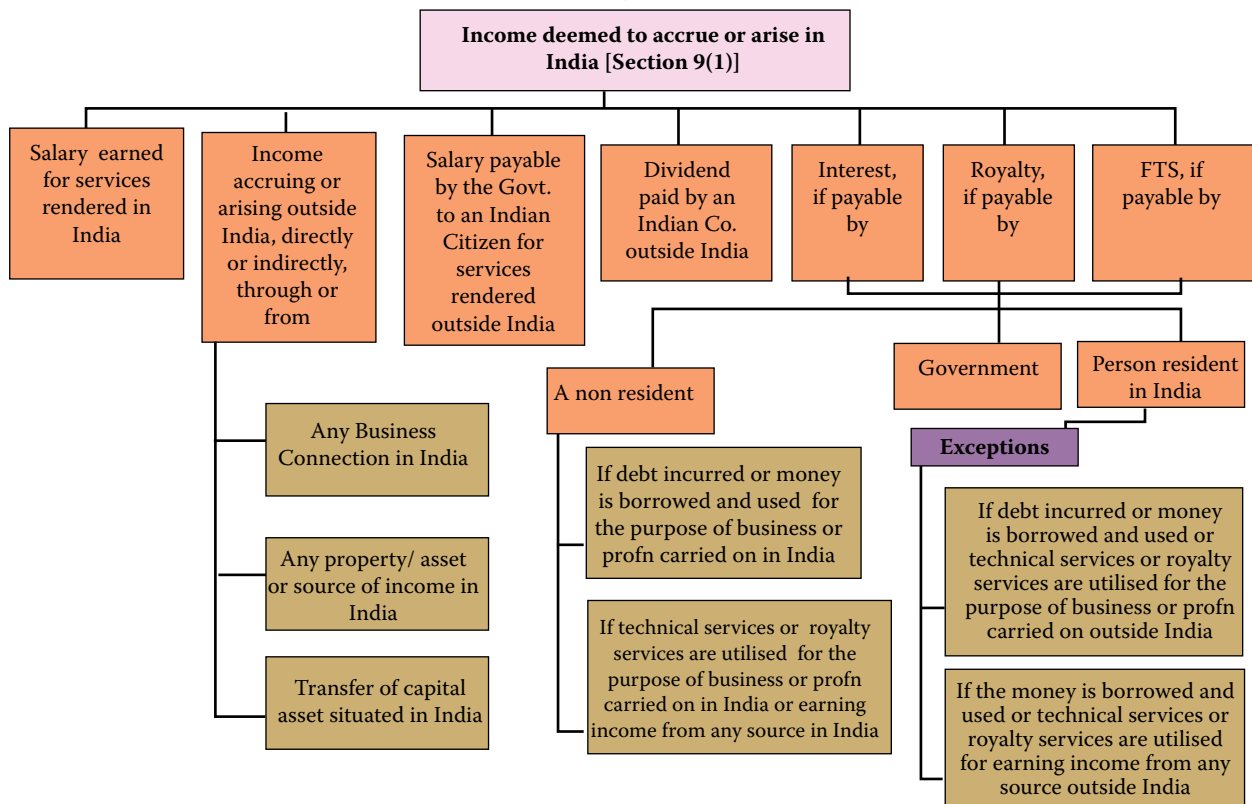 Income deemed to accrue or arise in
India [Section 9(1)]
Salary earned
for services
rendered in
India
Income
accruing or
arising outside
India, directly
or indirectly,
through or
from
Salary payable
by the Govt.
to an Indian
Citizen for
services
rendered
outside India
Dividend
paid by an
Indian Co.
outside India
Interest,
if payable
by
Royalty,
if payable
by
FTS, if
payable by
A non resident
Government
Person resident
in India
Any Business
Connection in India
Any property/ asset
or source of income in
India
Transfer of capital
asset situated in India
If debt incurred or money
is borrowed and used for
the purpose of business or
profn carried on in India
If technical services or royalty
services are utilised for the
purpose of business or profn
carried on in India or earning
income from any source in India
Exceptions
If debt incurred or money
is borrowed and used or
technical services or royalty
services are utilised for the
purpose of business or profn
carried on outside India
If the money is borrowed and
used or technical services or
royalty services are utilised
for earning income from any
source outside India